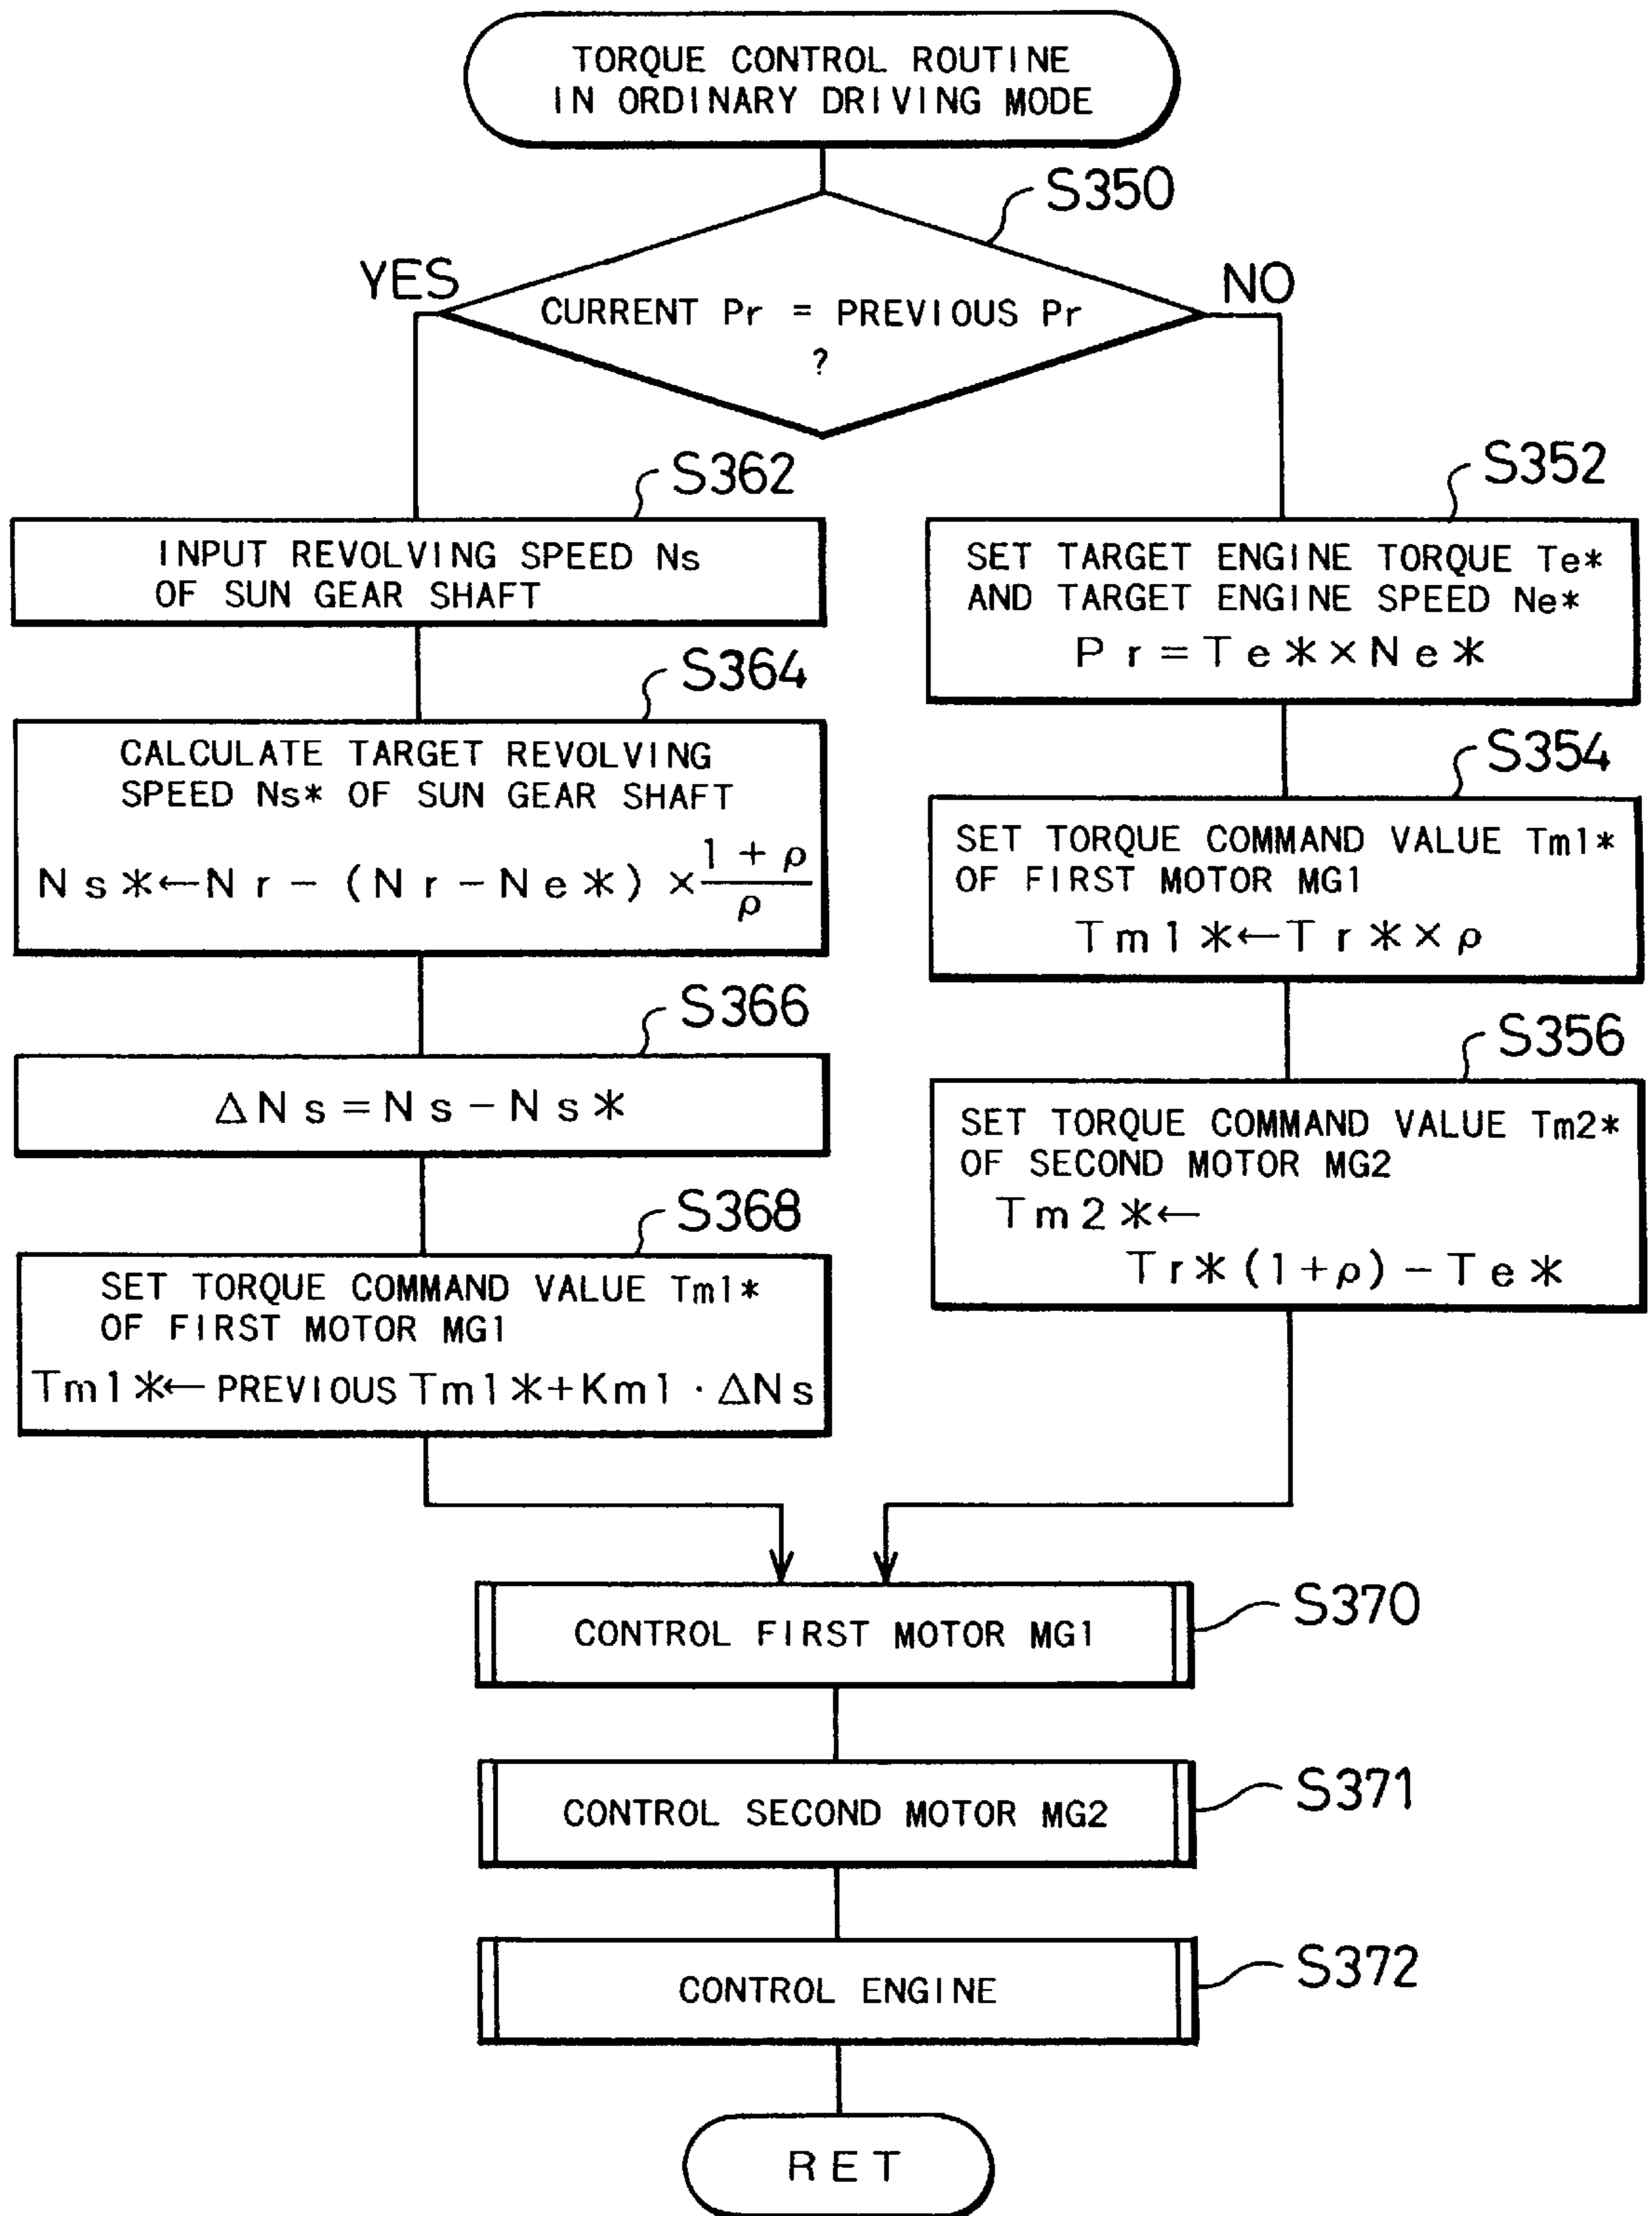 TORQUE CONTROL ROUTINE
IN ORDINARY DRIVING MODE
S350
YES
NO
CURRENT Pr = PREVIOUS Pr
?
S362
INPUT REVOLVING SPEED Ns
OF SUN GEAR SHAFT
S364
CALCULATE TARGET REVOLVING
SPEED Ns* OF SUN GEAR SHAFT
Ns*←Nr-(Nr-Ne*)×(1+ρ)/ρ
S366
ΔNs=Ns-Ns*
S368
SET TORQUE COMMAND VALUE Tm1*
OF FIRST MOTOR MG1
Tm1*←PREVIOUS Tm1*+Km1·ΔNs
S352
SET TARGET ENGINE TORQUE Te*
AND TARGET ENGINE SPEED Ne*
Pr=Te*×Ne*
S354
SET TORQUE COMMAND VALUE Tm1*
OF FIRST MOTOR MG1
Tm1*←Tr*×ρ
S356
SET TORQUE COMMAND VALUE Tm2*
OF SECOND MOTOR MG2
Tm2*←
Tr*(1+ρ)-Te*
CONTROL FIRST MOTOR MG1
S370
CONTROL SECOND MOTOR MG2
S371
CONTROL ENGINE
S372
RET